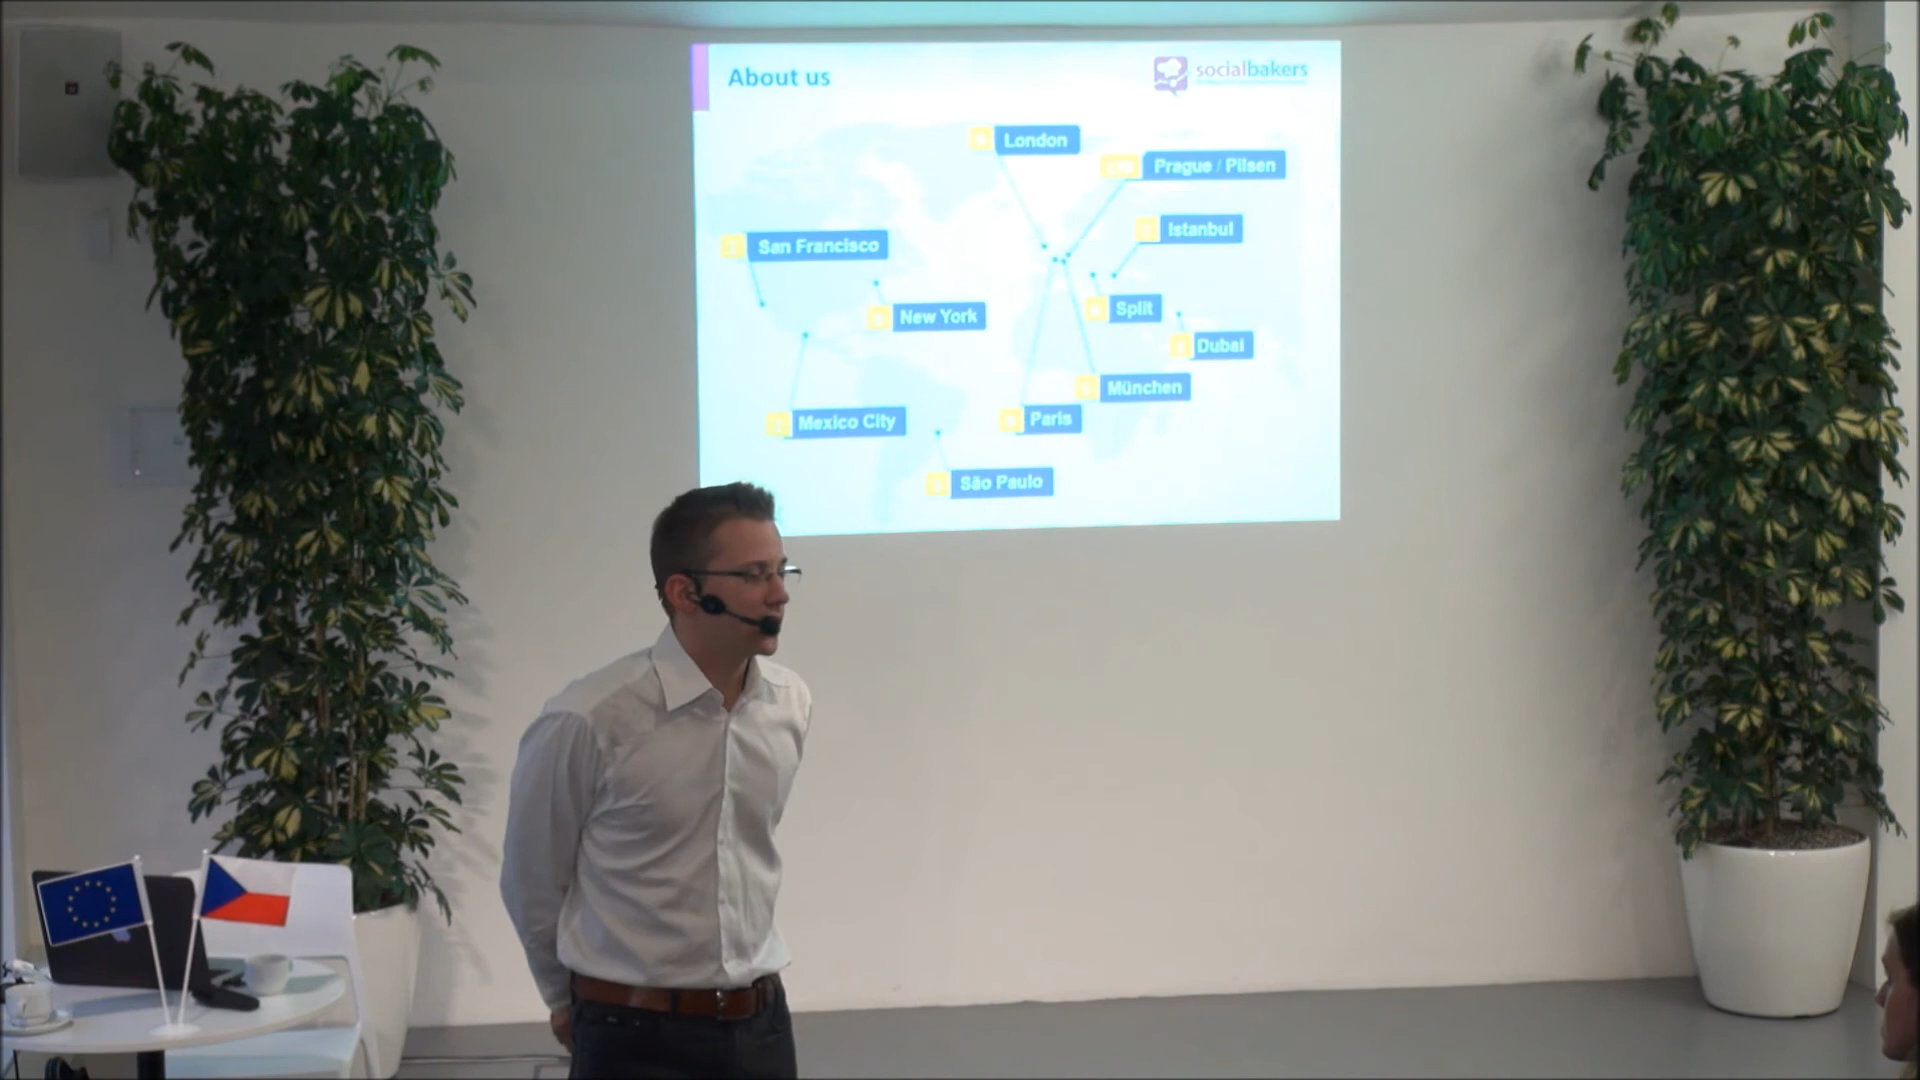 About us
socialbakers
London
Prague / Pilsen
Istanbul
San Francisco
New York
Split
Dubai
München
Mexico City
Paris
São Paulo